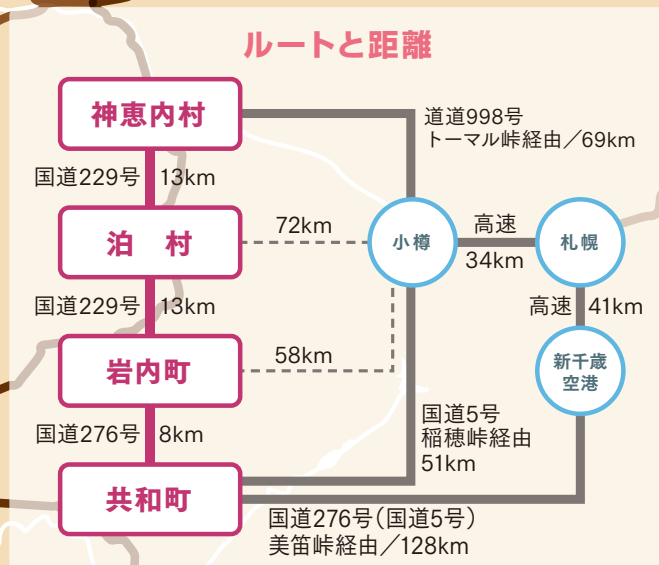 ルートと距離
神恵内村
道道998号
トーマル峠経由／69km
国道229号 13km
泊　村
72km
小樽
高速
34km
札幌
国道229号 13km
高速 41km
岩内町
58km
新千歳
空港
国道276号 8km
国道5号
稲穂峠経由
51km
共和町
国道276号（国道5号）
美笛峠経由／128km